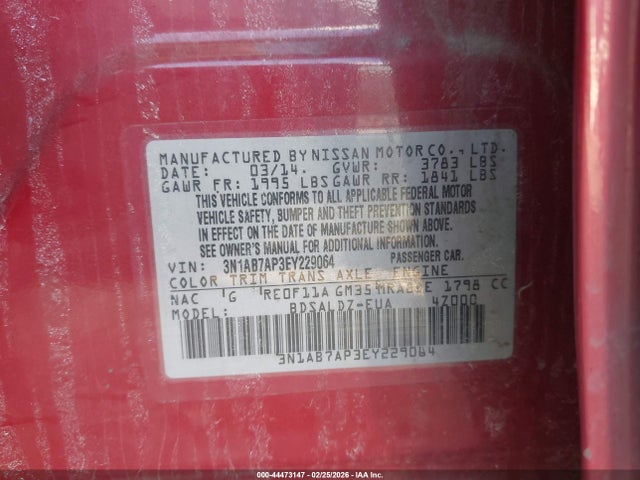 MANUFACTURED BY NISSAN MOTOR CO., LTD.
DATE: 03/14. GVWR: 3783 LBS
GAWR FR: 1995 LBS GAWR RR: 1841 LBS
THIS VEHICLE CONFORMS TO ALL APPLICABLE FEDERAL MOTOR
VEHICLE SAFETY, BUMPER AND THEFT PREVENTION STANDARDS
IN EFFECT ON THE DATE OF MANUFACTURE SHOWN ABOVE.
SEE OWNER'S MANUAL FOR ADDITIONAL INFORMATION.
VIN: 3N1AB7AP3EY229064 PASSENGER CAR.
COLOR TRIM TRANS AXLE ENGINE
NAC G RE0F11A GM35 MRA8DE 1798 CC
MODEL: BDSALDZ-EUA 4Z000
3N1AB7AP3EY229064
000-44473147 - 02/25/2026 - IAA Inc.